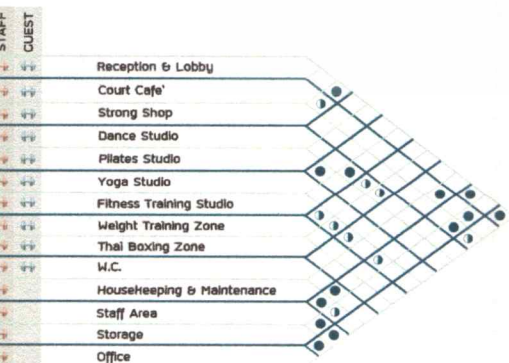 STAFF
GUEST
Reception & Lobby
Court Cafe'
Strong Shop
Dance Studio
Pilates Studio
Yoga Studio
Fitness Training Studio
Weight Training Zone
Thai Boxing Zone
W.C.
Housekeeping & Maintenance
Staff Area
Storage
Office